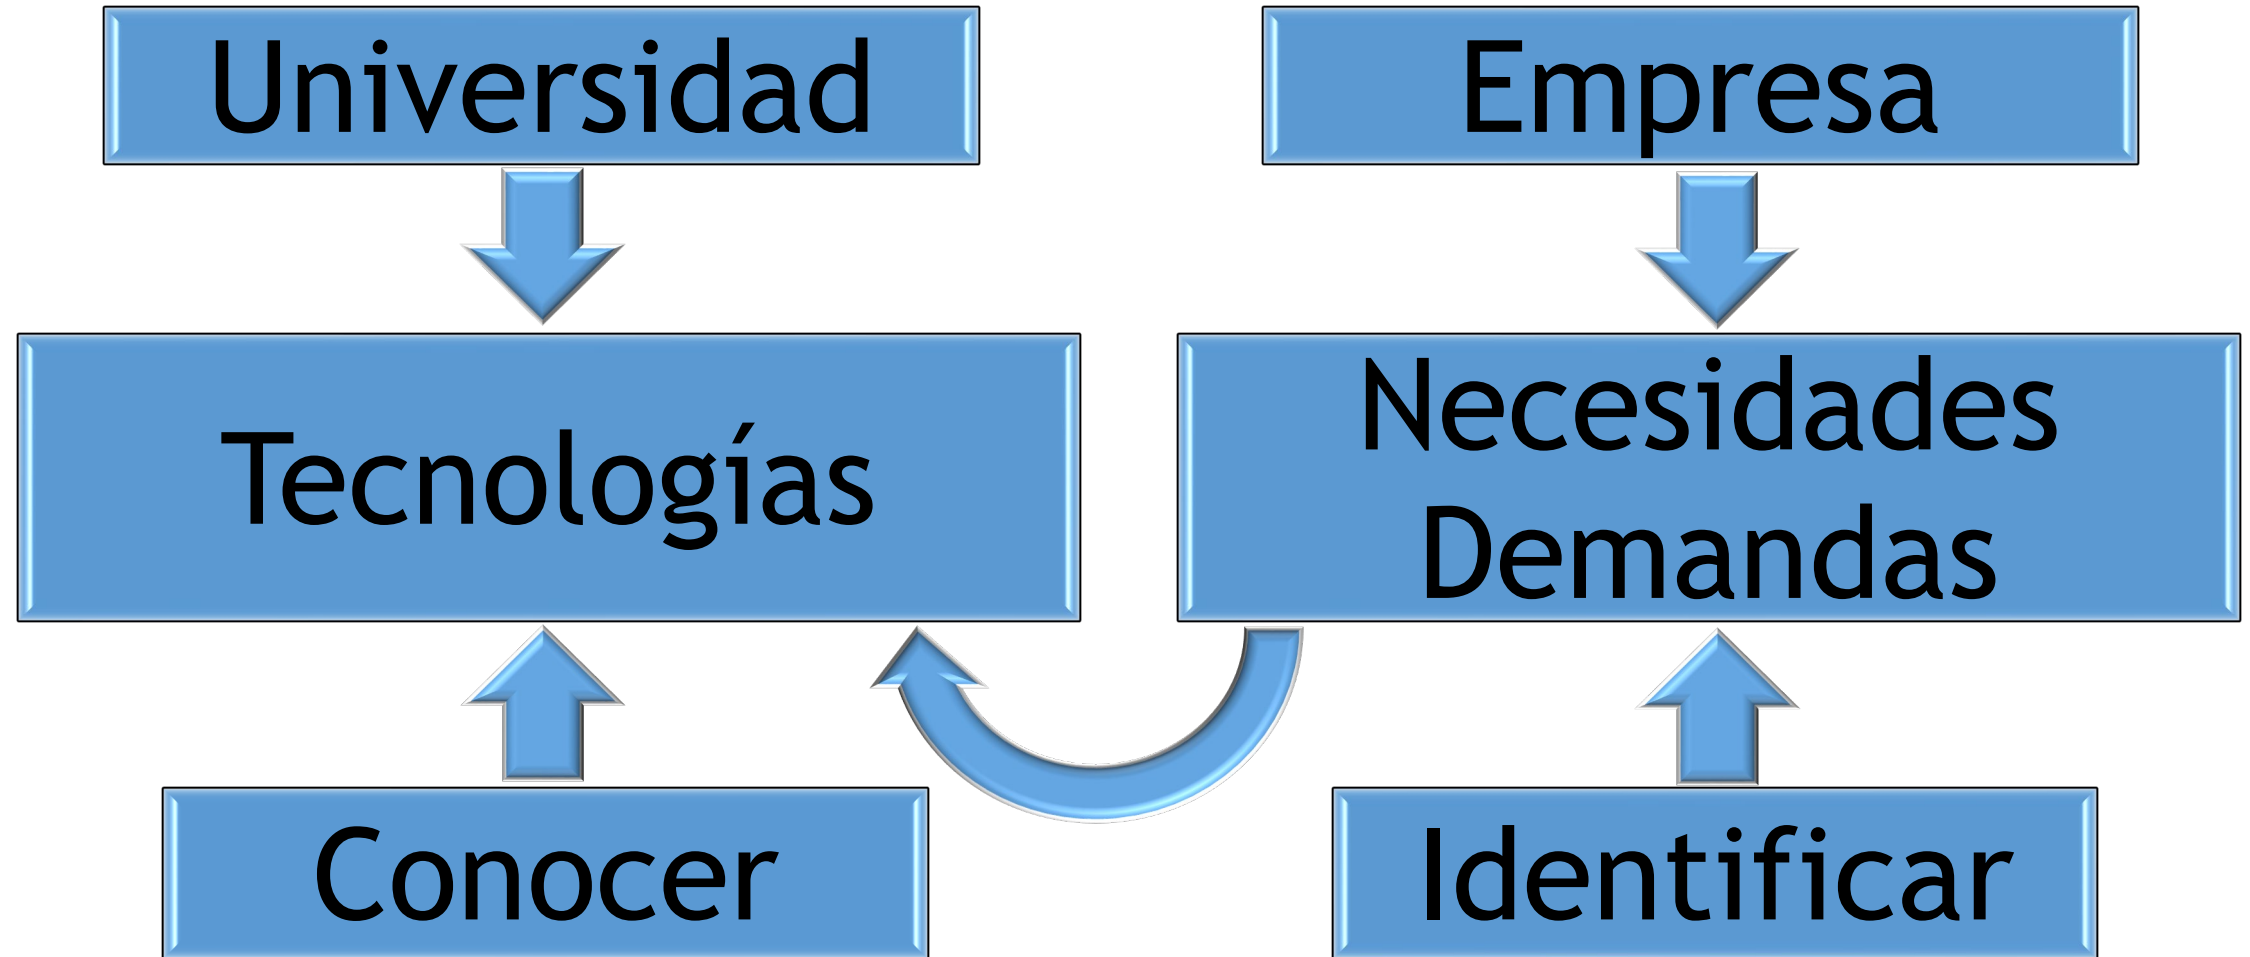 Universidad
Empresa
Tecnologías
Necesidades
Demandas
Conocer
Identificar